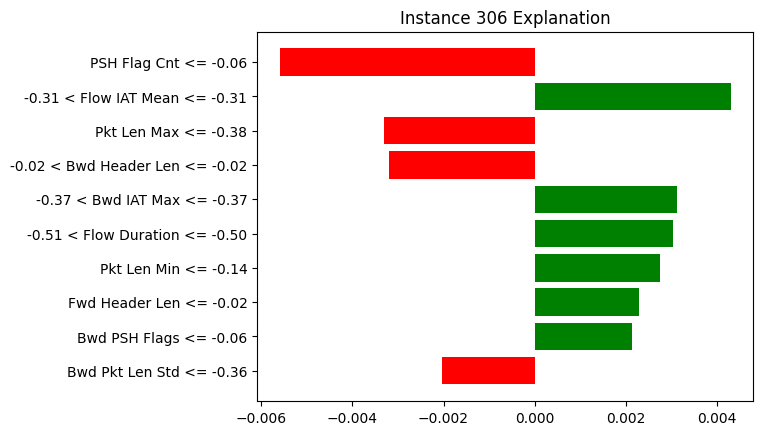 Instance 306 Explanation
PSH Flag Cnt <= -0.06
-0.31 < Flow IAT Mean <= -0.31
Pkt Len Max <= -0.38
-0.02 < Bwd Header Len <= -0.02
-0.37 < Bwd IAT Max <= -0.37
-0.51 < Flow Duration <= -0.50
Pkt Len Min <= -0.14
Fwd Header Len <= -0.02
Bwd PSH Flags <= -0.06
Bwd Pkt Len Std <= -0.36
−0.006 −0.004 −0.002 0.000 0.002 0.004